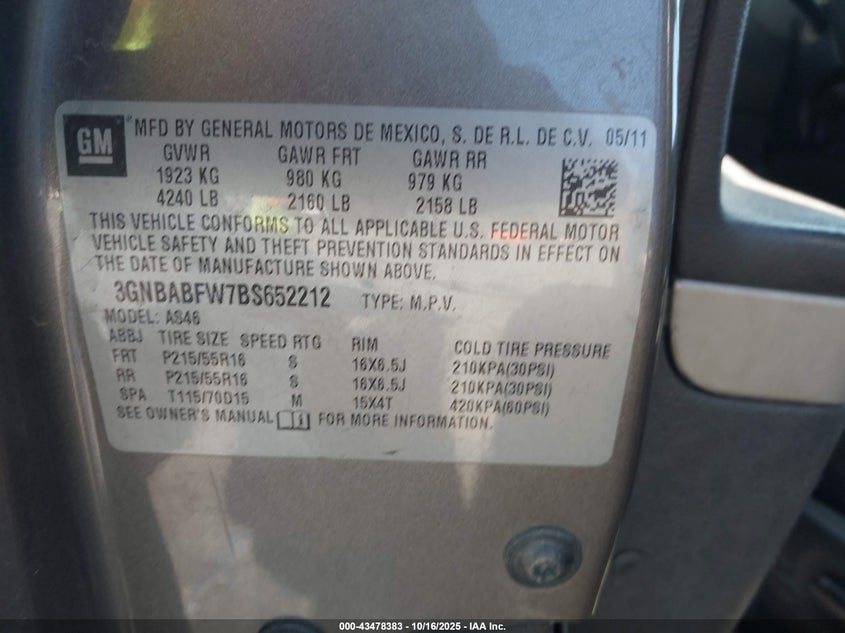 GM
MFD BY GENERAL MOTORS DE MEXICO, S. DE R.L. DE C.V. 05/11
GVWR GAWR FRT GAWR RR
1923 KG 980 KG 979 KG
4240 LB 2160 LB 2158 LB
THIS VEHICLE CONFORMS TO ALL APPLICABLE U.S. FEDERAL MOTOR
VEHICLE SAFETY AND THEFT PREVENTION STANDARDS IN EFFECT ON
THE DATE OF MANUFACTURE SHOWN ABOVE.
3GNBABFW7BS652212 TYPE: M.P.V.
MODEL: AS46
ABBJ TIRE SIZE SPEED RTG RIM COLD TIRE PRESSURE
FRT P215/55R16 S 16X6.5J 210KPA(30PSI)
RR P215/55R16 S 16X6.5J 210KPA(30PSI)
SPA T115/70D15 M 15X4T 420KPA(60PSI)
SEE OWNER'S MANUAL FOR MORE INFORMATION.
000-43478383 - 10/16/2025 - IAA Inc.